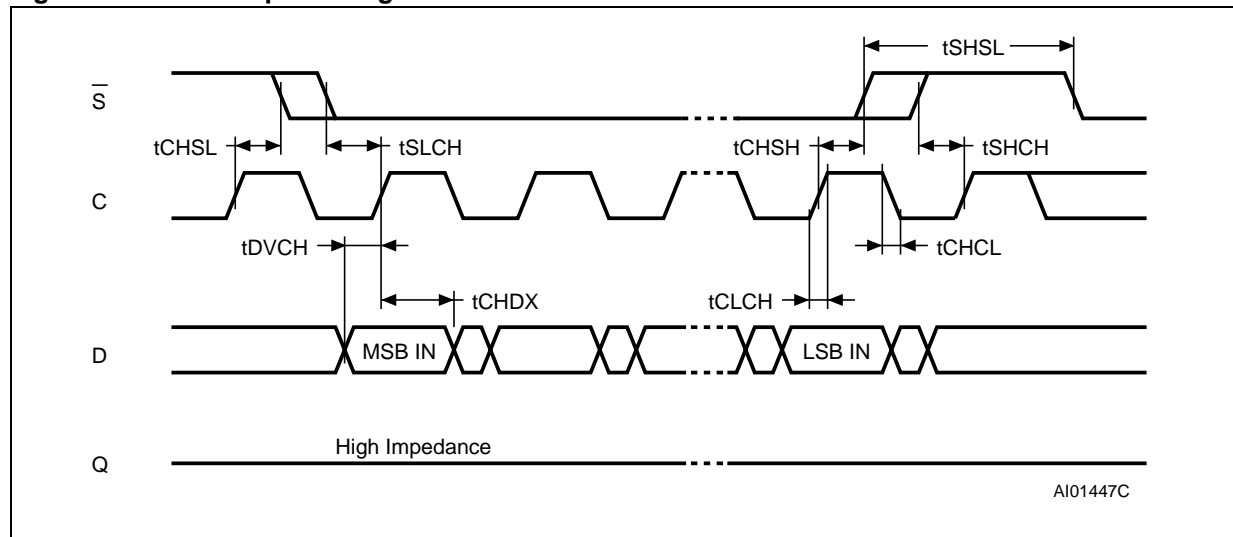 tSHSL
S
tCHSL
tSLCH
tCHSH
tSHCH
C
tDVCH
tCHCL
tCHDX
tCLCH
D
MSB IN
LSB IN
High Impedance
Q
AI01447C